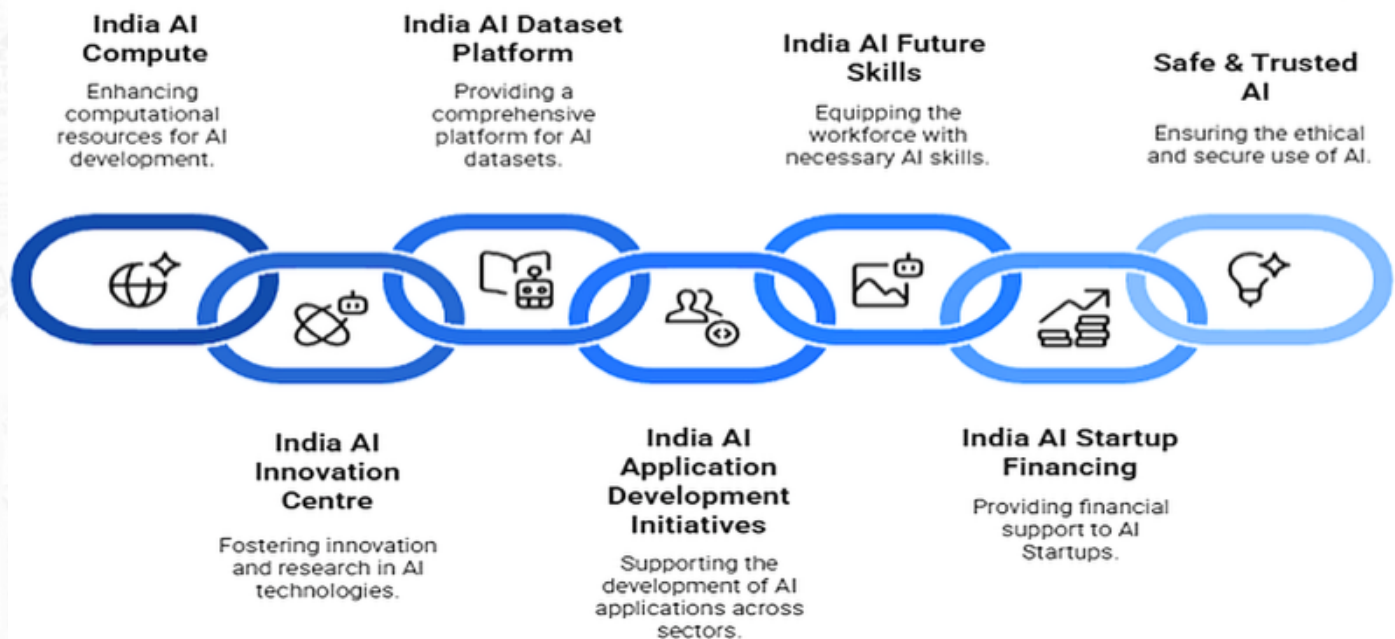 India AI
Compute
Enhancing
computational
resources for AI
development.
India AI Dataset
Platform
Providing a
comprehensive
platform for AI
datasets.
India AI Future
Skills
Equipping the
workforce with
necessary AI skills.
Safe & Trusted
AI
Ensuring the ethical
and secure use of AI.
India AI
Innovation
Centre
Fostering innovation
and research in AI
technologies.
India AI
Application
Development
Initiatives
Supporting the
development of AI
applications across
sectors.
India AI Startup
Financing
Providing financial
support to AI
Startups.